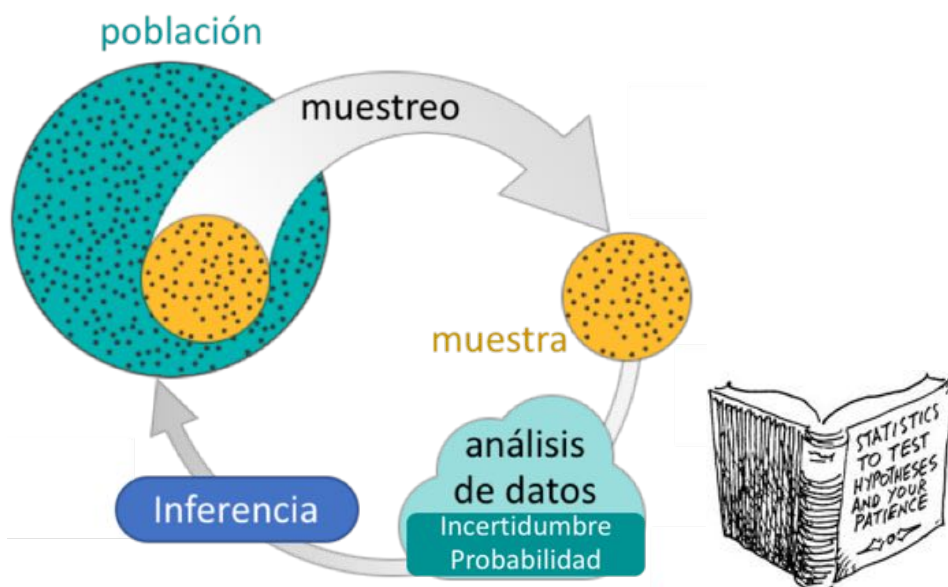 población
muestreo
muestra
análisis
de datos
Incertidumbre
Probabilidad
Inferencia
STATISTICS
TO TEST
HYPOTHESES
AND YOUR
PATIENCE